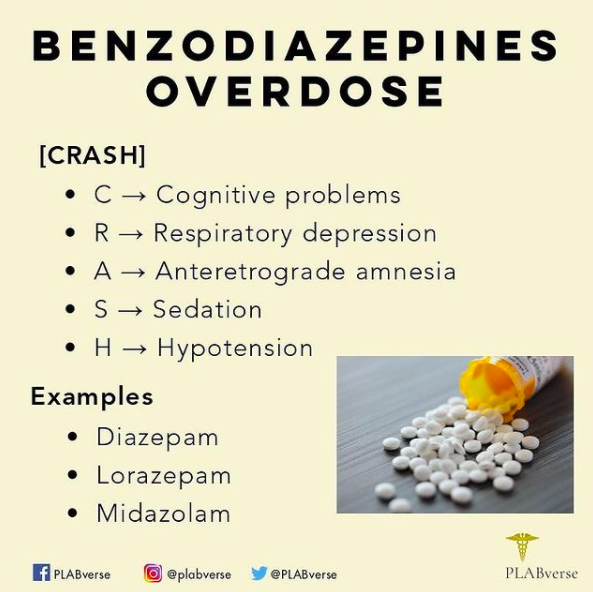 BENZODIAZEPINES
OVERDOSE
[CRASH]
• C → Cognitive problems
• R → Respiratory depression
• A → Anteretrograde amnesia
• S → Sedation
• H → Hypotension
Examples
• Diazepam
• Lorazepam
• Midazolam
PLABverse
@plabverse
@PLABverse
PLABverse